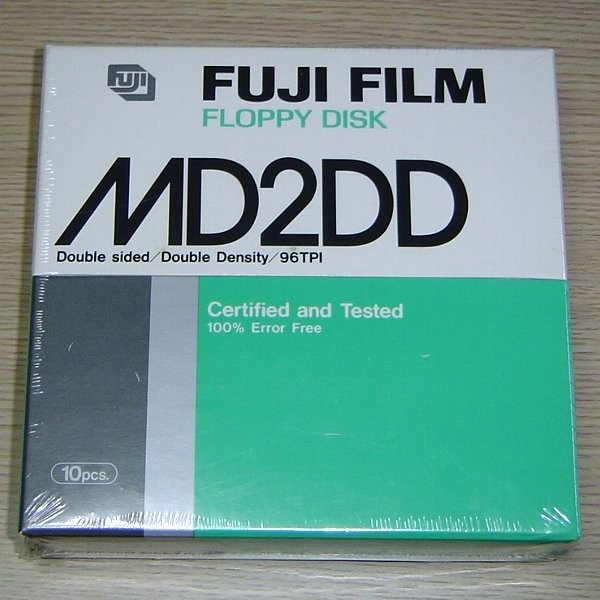 FUJI
FUJI FILM
FLOPPY DISK
MD2DD
Double sided/Double Density/96TPI
Certified and Tested
100% Error Free
10pcs.